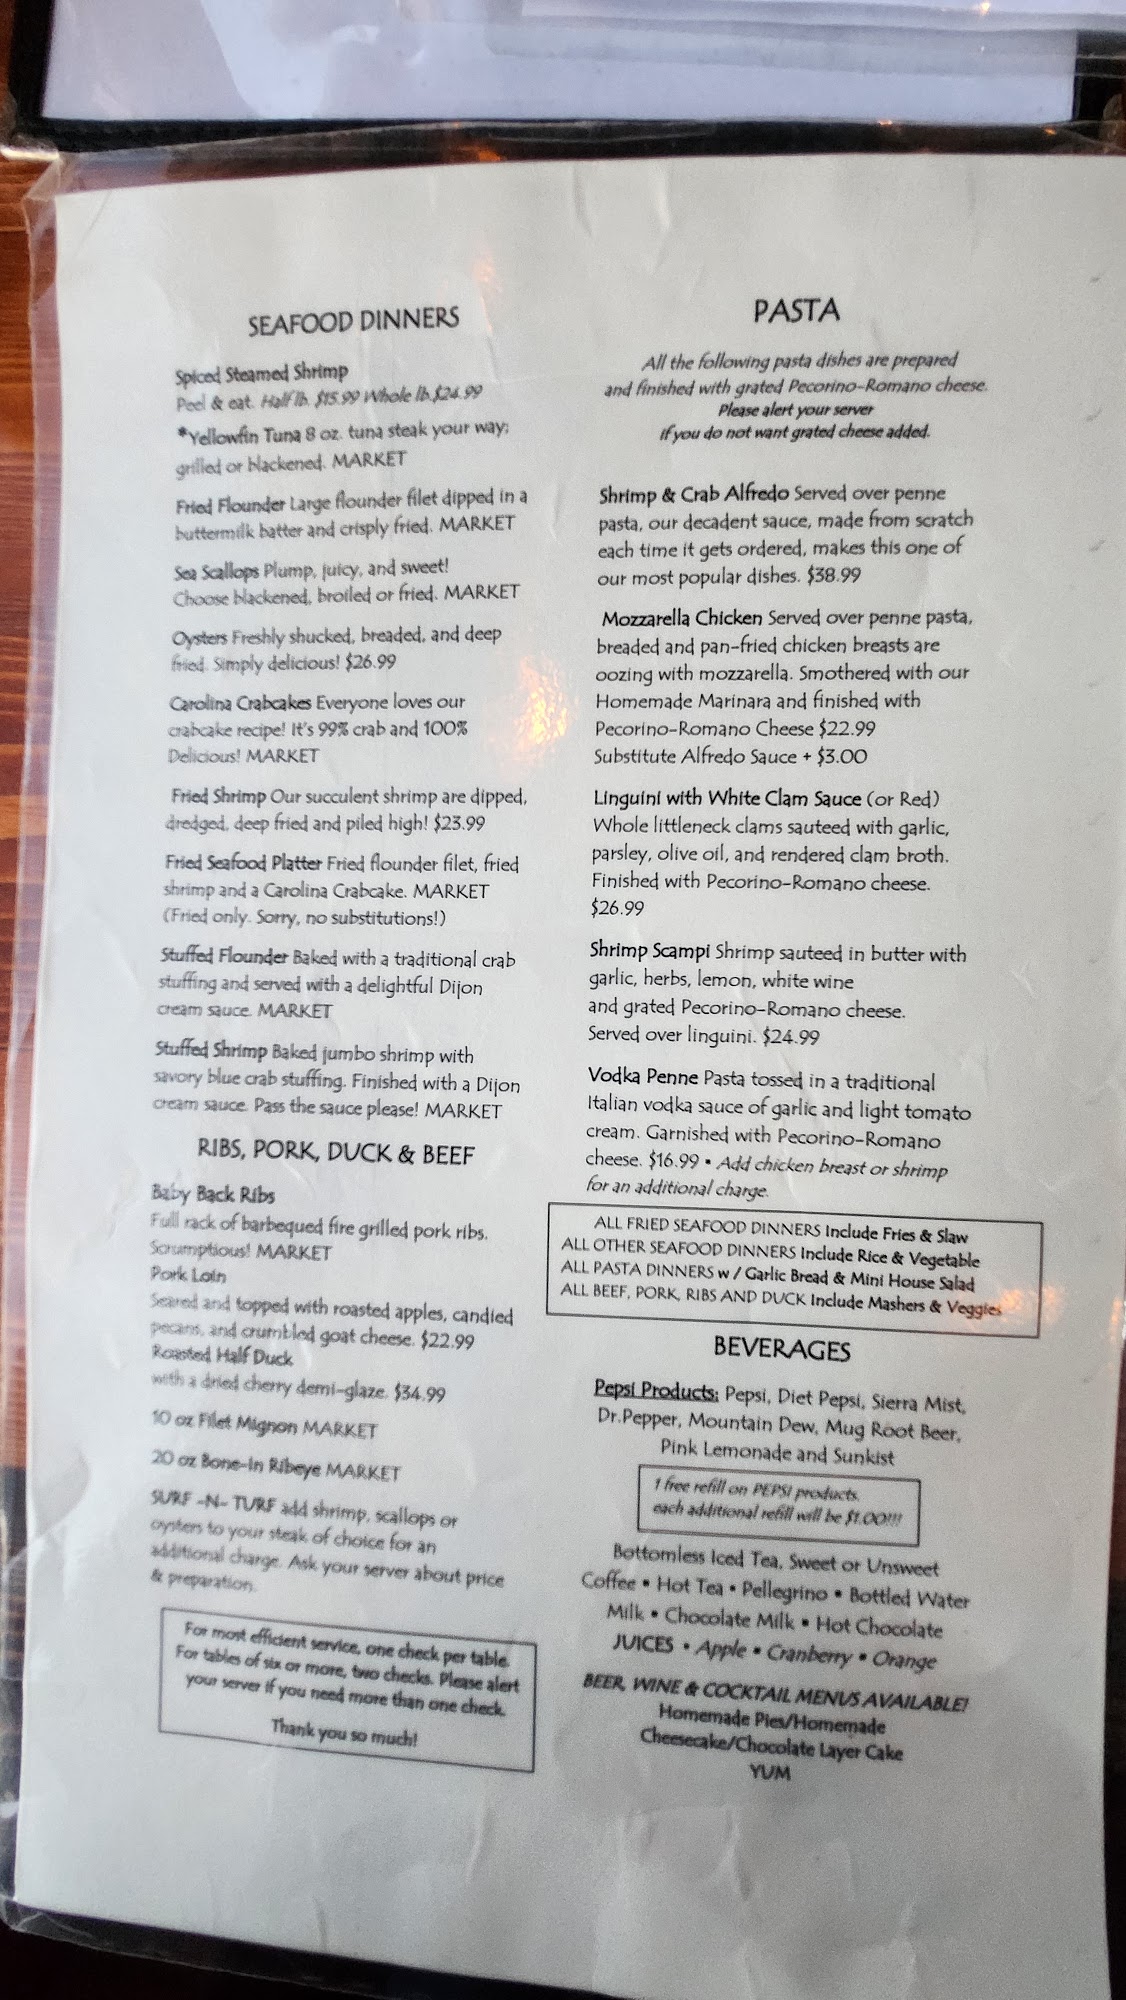 SEAFOOD DINNERS
Spiced Steamed Shrimp
Peel & eat. Half lb. $15.99 Whole lb.$24.99
*Yellowfin Tuna 8 oz. tuna steak your way;
grilled or blackened. MARKET
Fried Flounder Large flounder filet dipped in a
buttermilk batter and crisply fried. MARKET
Sea Scallops Plump, juicy, and sweet!
Choose blackened, broiled or fried. MARKET
Oysters Freshly shucked, breaded, and deep
fried. Simply delicious! $26.99
Carolina Crabcakes Everyone loves our
crabcake recipe! It's 99% crab and 100%
Delicious! MARKET
Fried Shrimp Our succulent shrimp are dipped,
dredged, deep fried and piled high! $23.99
Fried Seafood Platter Fried flounder filet, fried
shrimp and a Carolina Crabcake. MARKET
(Fried only. Sorry, no substitutions!)
Stuffed Flounder Baked with a traditional crab
stuffing and served with a delightful Dijon
cream sauce. MARKET
Stuffed Shrimp Baked jumbo shrimp with
savory blue crab stuffing. Finished with a Dijon
cream sauce. Pass the sauce please! MARKET
RIBS, PORK, DUCK & BEEF
Baby Back Ribs
Full rack of barbequed fire grilled pork ribs.
Scrumptious! MARKET
Pork Loin
Seared and topped with roasted apples, candied
pecans, and crumbled goat cheese. $22.99
Roasted Half Duck
with a dried cherry demi-glaze. $34.99
10 oz Filet Mignon MARKET
20 oz Bone-In Ribeye MARKET
SURF -N- TURF add shrimp, scallops or
oysters to your steak of choice for an
additional charge. Ask your server about price
& preparation.
For most efficient service, one check per table.
For tables of six or more, two checks. Please alert
your server if you need more than one check.
Thank you so much!
PASTA
All the following pasta dishes are prepared
and finished with grated Pecorino-Romano cheese.
Please alert your server
if you do not want grated cheese added.
Shrimp & Crab Alfredo Served over penne
pasta, our decadent sauce, made from scratch
each time it gets ordered, makes this one of
our most popular dishes. $38.99
Mozzarella Chicken Served over penne pasta,
breaded and pan-fried chicken breasts are
oozing with mozzarella. Smothered with our
Homemade Marinara and finished with
Pecorino-Romano Cheese $22.99
Substitute Alfredo Sauce + $3.00
Linguini with White Clam Sauce (or Red)
Whole littleneck clams sauteed with garlic,
parsley, olive oil, and rendered clam broth.
Finished with Pecorino-Romano cheese.
$26.99
Shrimp Scampi Shrimp sauteed in butter with
garlic, herbs, lemon, white wine
and grated Pecorino-Romano cheese.
Served over linguini. $24.99
Vodka Penne Pasta tossed in a traditional
Italian vodka sauce of garlic and light tomato
cream. Garnished with Pecorino-Romano
cheese. $16.99 • Add chicken breast or shrimp
for an additional charge.
ALL FRIED SEAFOOD DINNERS Include Fries & Slaw
ALL OTHER SEAFOOD DINNERS Include Rice & Vegetable
ALL PASTA DINNERS w / Garlic Bread & Mini House Salad
ALL BEEF, PORK, RIBS AND DUCK Include Mashers & Veggies
BEVERAGES
Pepsi Products: Pepsi, Diet Pepsi, Sierra Mist,
Dr.Pepper, Mountain Dew, Mug Root Beer,
Pink Lemonade and Sunkist
1 free refill on PEPSI products.
each additional refill will be $1.00!!!
Bottomless Iced Tea, Sweet or Unsweet
Coffee • Hot Tea • Pellegrino • Bottled Water
Milk • Chocolate Milk • Hot Chocolate
JUICES • Apple • Cranberry • Orange
BEER, WINE & COCKTAIL MENUS AVAILABLE!
Homemade Pies/Homemade
Cheesecake/Chocolate Layer Cake
YUM